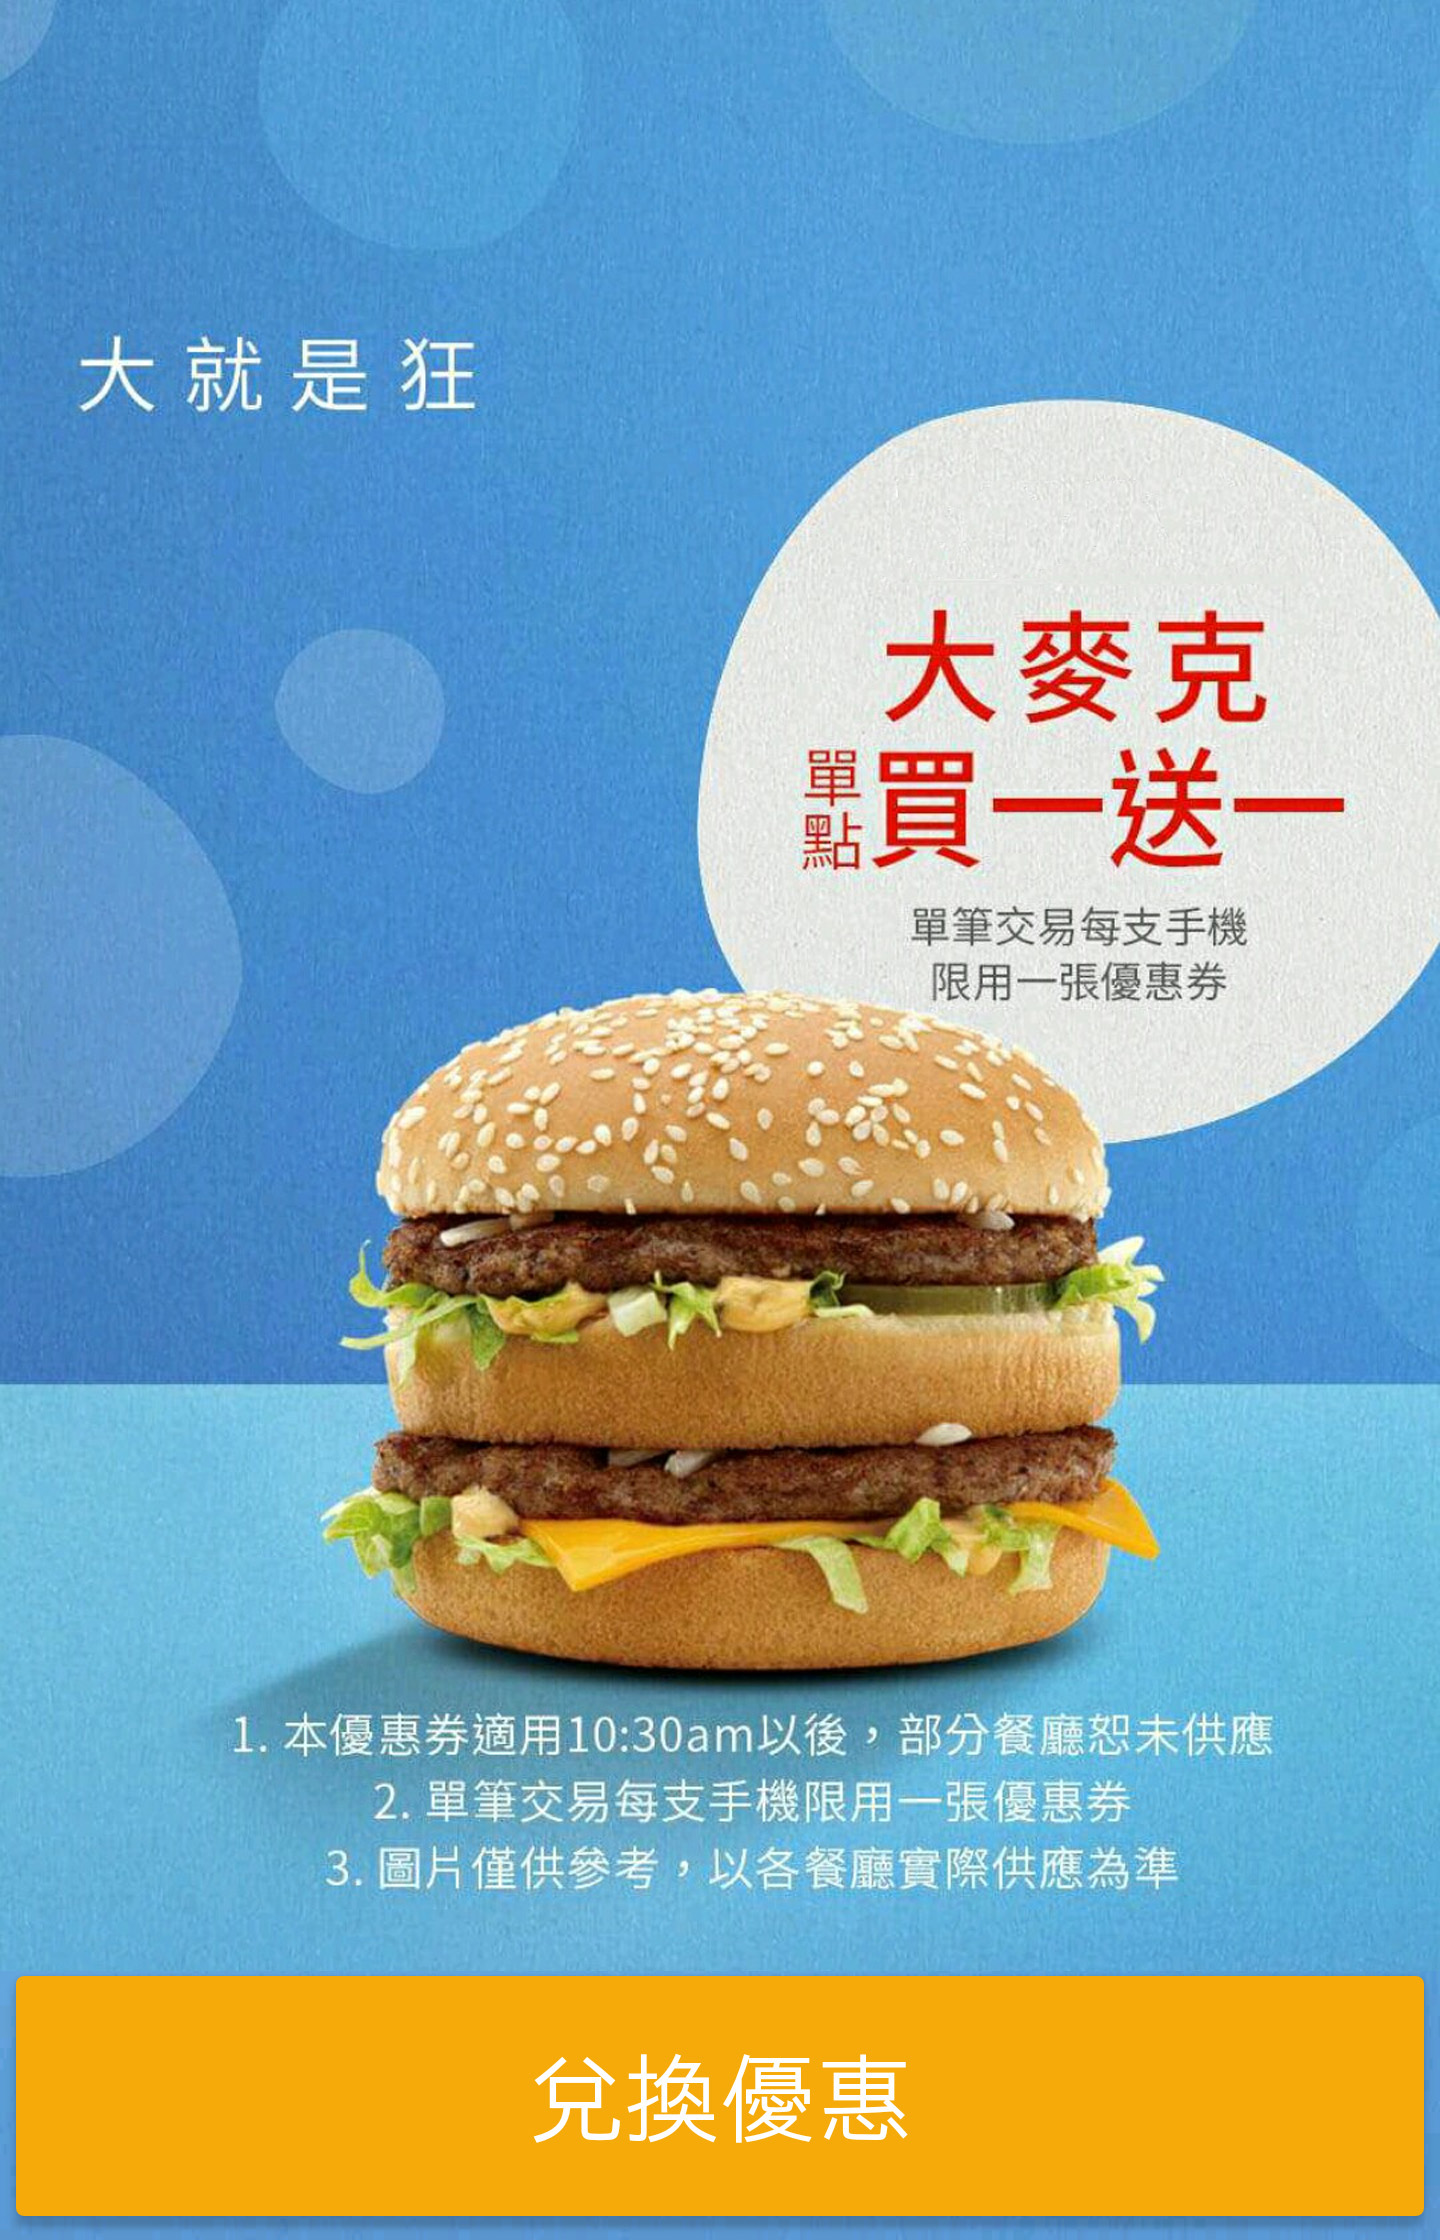 大就是狂
大麥克
單點買一送一
單筆交易每支手機
限用一張優惠券
1. 本優惠券適用10:30am以後，部分餐廳恕未供應
2. 單筆交易每支手機限用一張優惠券
3. 圖片僅供參考，以各餐廳實際供應為準
兌換優惠